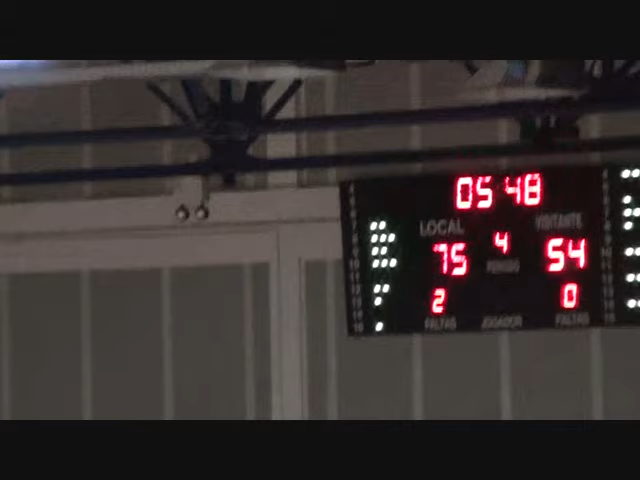 05 48
LOCAL VISITANTE
75 4 54
PERIODO
2 0
FALTAS JUGADOR FALTAS